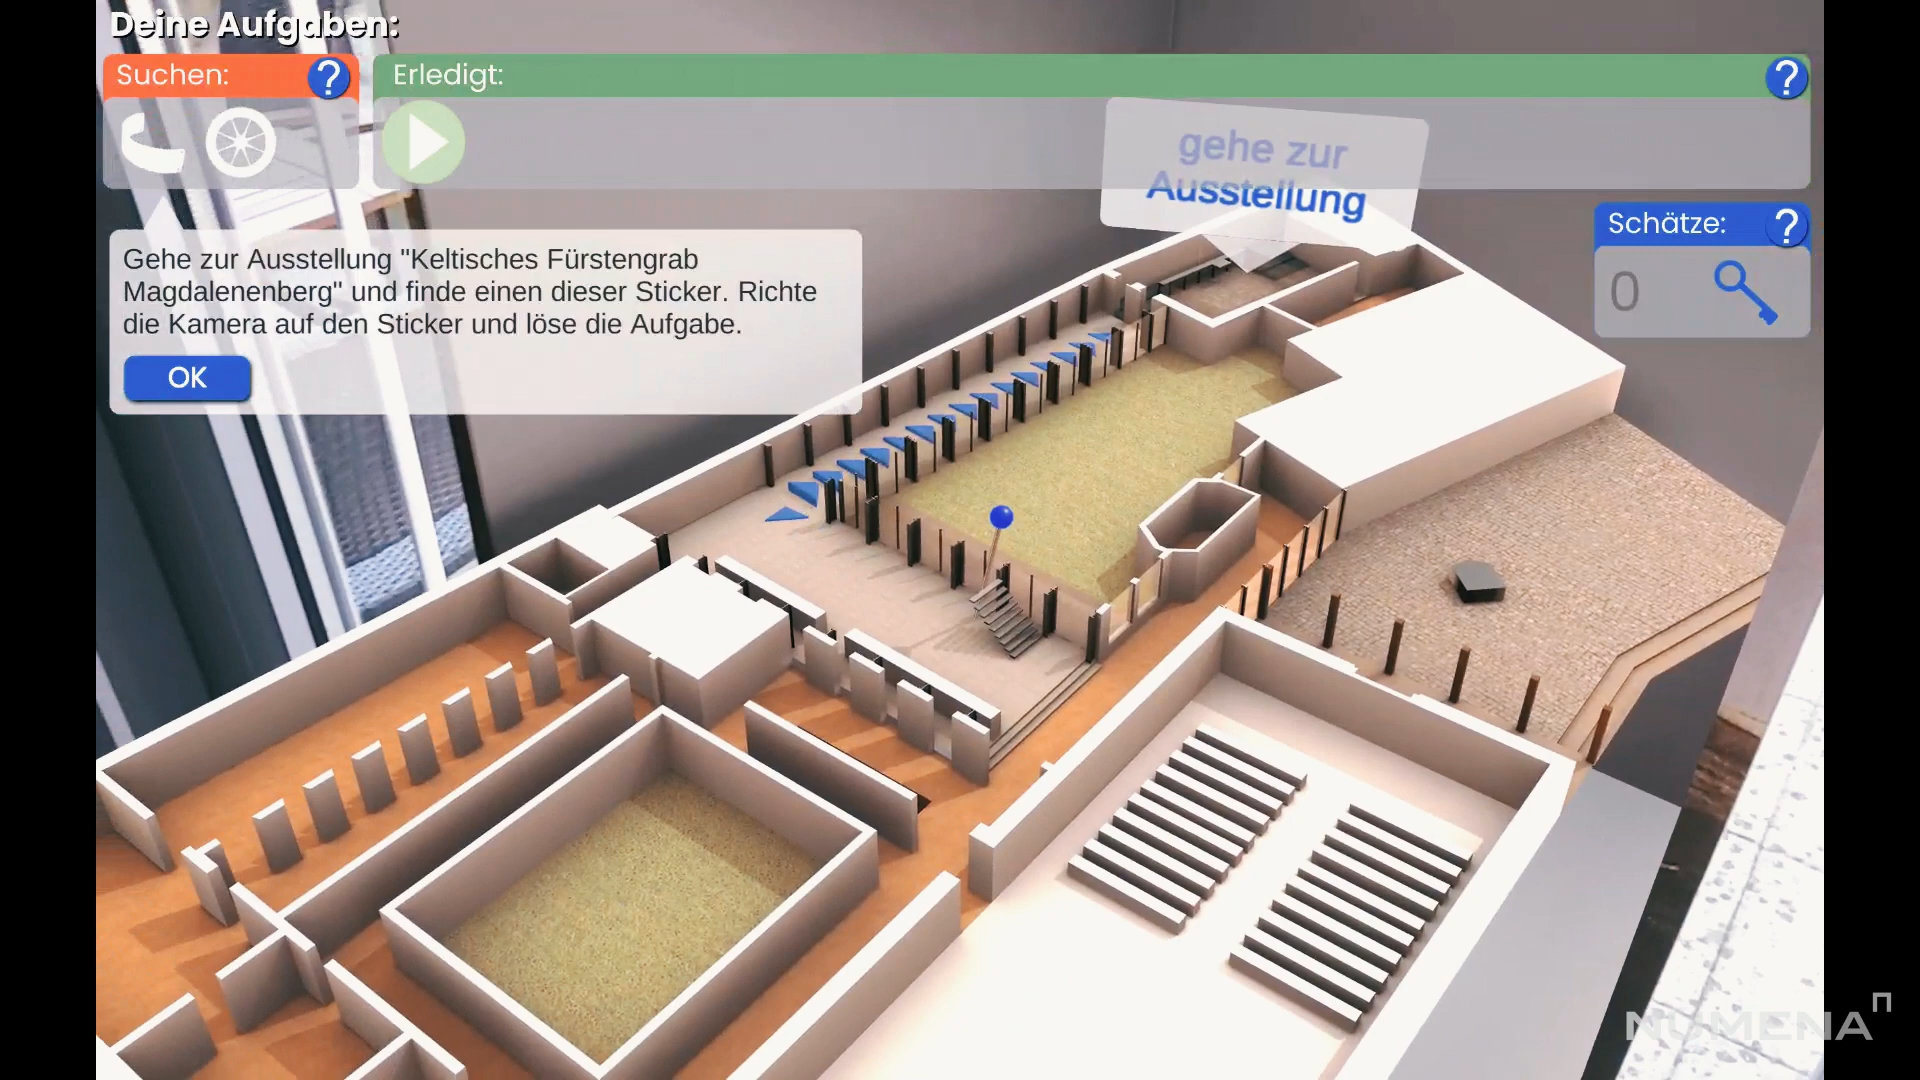 Deine Aufgaben:
Suchen:
?
Erledigt:
?
gehe zur
Ausstellung
Schätze:
?
0
Gehe zur Ausstellung "Keltisches Fürstengrab
Magdalenenberg" und finde einen dieser Sticker. Richte
die Kamera auf den Sticker und löse die Aufgabe.
OK
NUMENA